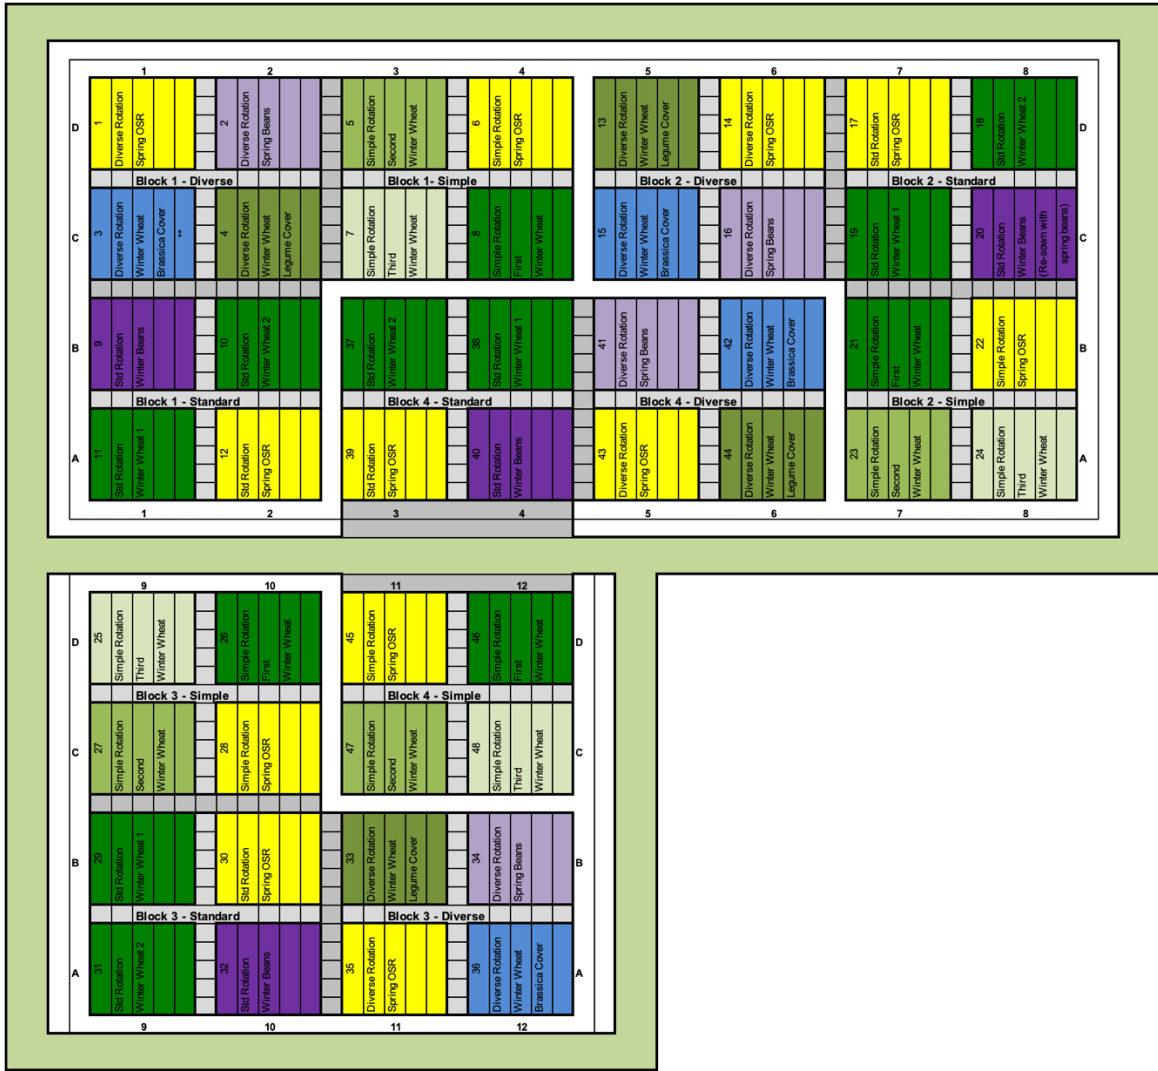 1 2 3 4 5 6 7 8
D
1
Diverse Rotation
Spring OSR
2
Diverse Rotation
Spring Beans
5
Simple Rotation
Second
Winter Wheat
6
Simple Rotation
Spring OSR
13
Diverse Rotation
Winter Wheat
Legume Cover
14
Diverse Rotation
Spring OSR
17
Std Rotation
Spring OSR
18
Std Rotation
Winter Wheat 2
D
Block 1 - Diverse
Block 1- Simple
Block 2 - Diverse
Block 2 - Standard
C
3
Diverse Rotation
Winter Wheat
Brassica Cover
**
4
Diverse Rotation
Winter Wheat
Legume Cover
7
Simple Rotation
Third
Winter Wheat
8
Simple Rotation
First
Winter Wheat
15
Diverse Rotation
Winter Wheat
Brassica Cover
16
Diverse Rotation
Spring Beans
19
Std Rotation
Winter Wheat 1
20
Std Rotation
Winter Beans
(Re-sown with
spring beans)
C
B
9
Std Rotation
Winter Beans
10
Std Rotation
Winter Wheat 2
37
Std Rotation
Winter Wheat 2
38
Std Rotation
Winter Wheat 1
41
Diverse Rotation
Spring Beans
42
Diverse Rotation
Winter Wheat
Brassica Cover
21
Simple Rotation
First
Winter Wheat
22
Simple Rotation
Spring OSR
B
Block 1 - Standard
Block 4 - Standard
Block 4 - Diverse
Block 2 - Simple
A
11
Std Rotation
Winter Wheat 1
12
Std Rotation
Spring OSR
39
Std Rotation
Spring OSR
40
Std Rotation
Winter Beans
43
Diverse Rotation
Spring OSR
44
Diverse Rotation
Winter Wheat
Legume Cover
23
Simple Rotation
Second
Winter Wheat
24
Simple Rotation
Third
Winter Wheat
A
1 2 3 4 5 6 7 8
9 10 11 12
D
25
Simple Rotation
Third
Winter Wheat
26
Simple Rotation
First
Winter Wheat
45
Simple Rotation
Spring OSR
46
Simple Rotation
First
Winter Wheat
D
Block 3 - Simple
Block 4 - Simple
C
27
Simple Rotation
Second
Winter Wheat
28
Simple Rotation
Spring OSR
47
Simple Rotation
Second
Winter Wheat
48
Simple Rotation
Third
Winter Wheat
C
B
29
Std Rotation
Winter Wheat 1
30
Std Rotation
Spring OSR
33
Diverse Rotation
Winter Wheat
Legume Cover
34
Diverse Rotation
Spring Beans
B
Block 3 - Standard
Block 3 - Diverse
A
31
Std Rotation
Winter Wheat 2
32
Std Rotation
Winter Beans
35
Diverse Rotation
Spring OSR
36
Diverse Rotation
Winter Wheat
Brassica Cover
A
9 10 11 12